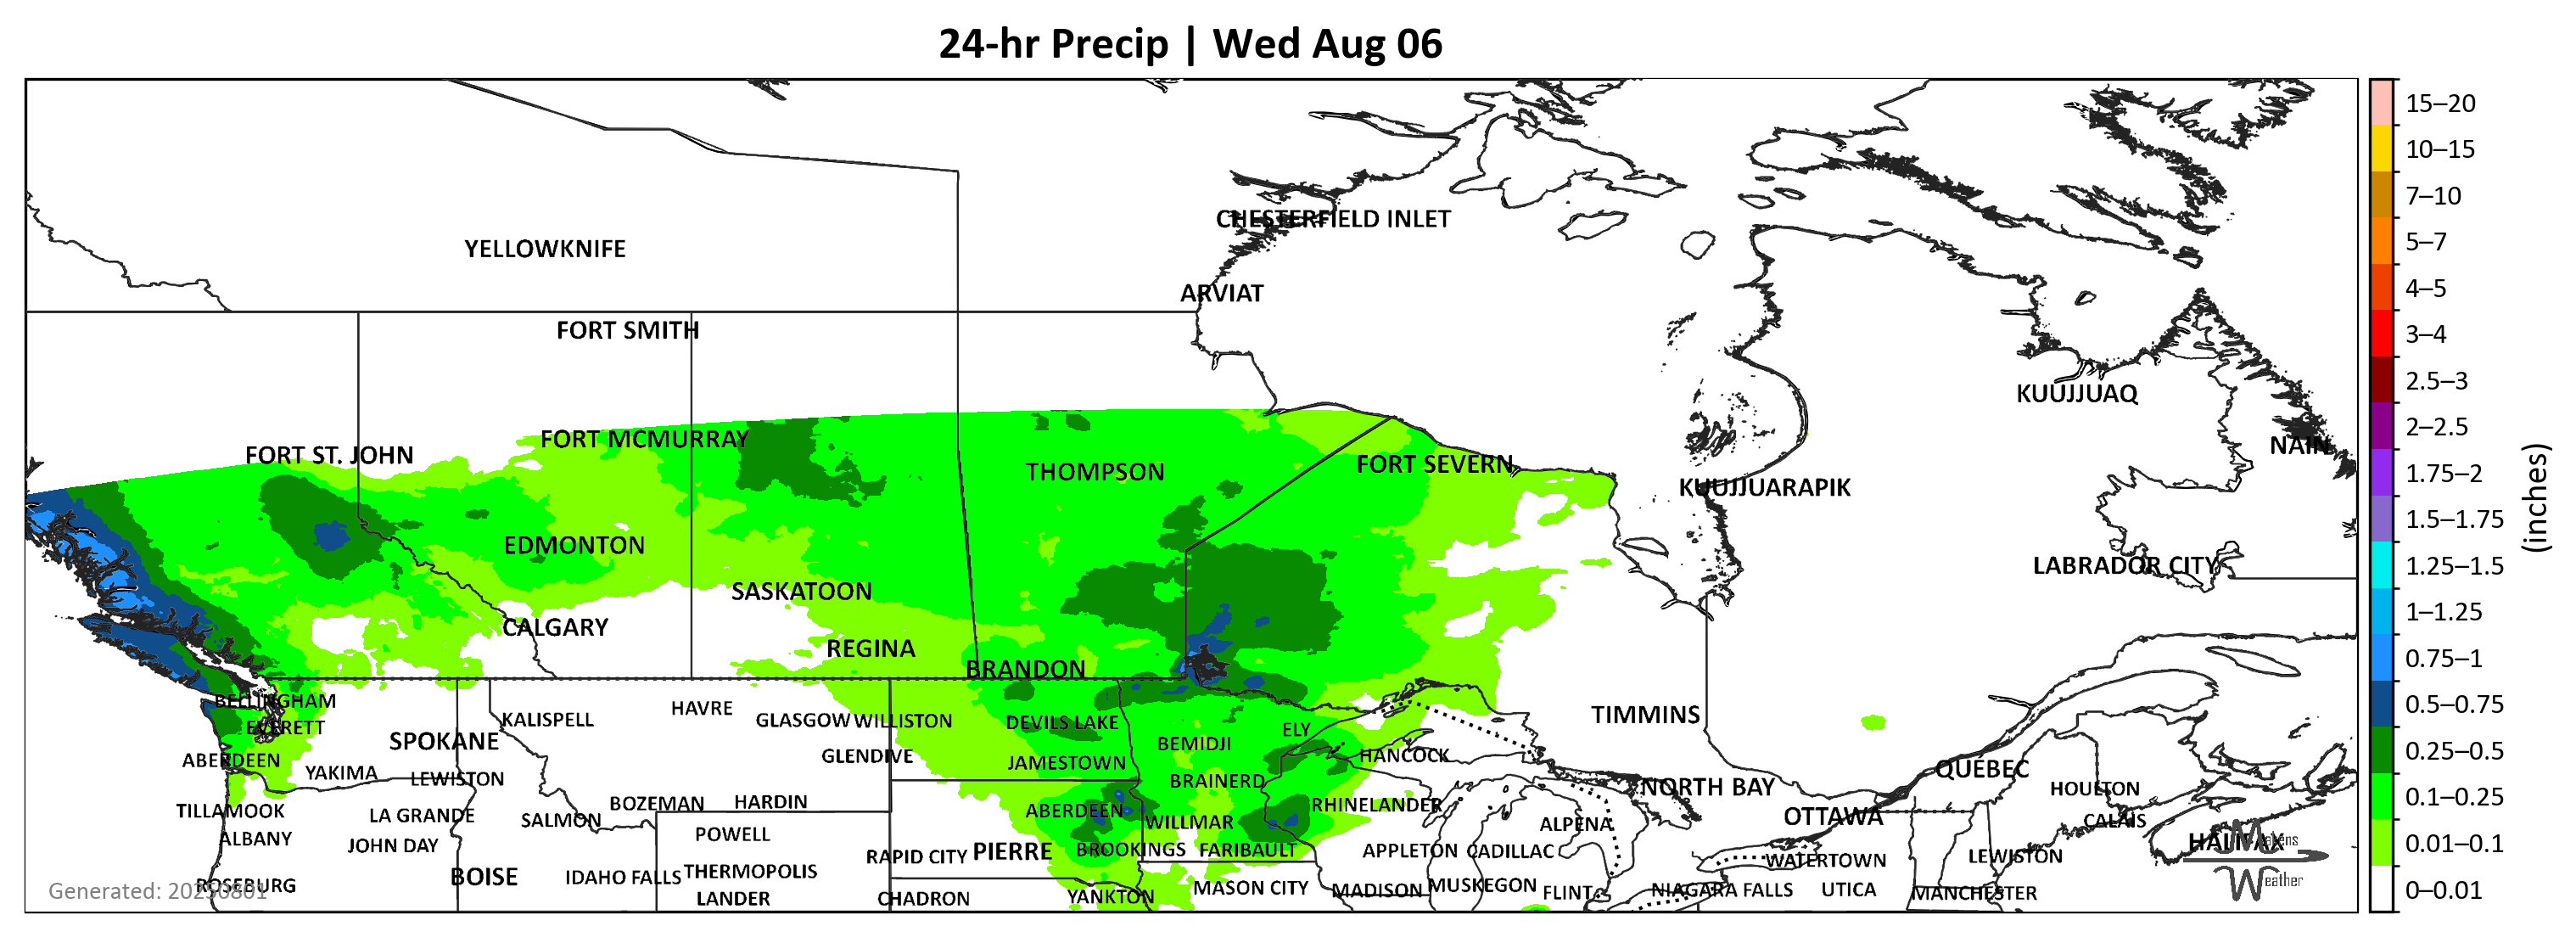 24-hr Precip | Wed Aug 06
15–20
10–15
7–10
5–7
4–5
3–4
2.5–3
2–2.5
1.75–2
1.5–1.75
1.25–1.5
1–1.25
0.75–1
0.5–0.75
0.25–0.5
0.1–0.25
0.01–0.1
0–0.01
(inches)
CHESTERFIELD INLET
YELLOWKNIFE
ARVIAT
FORT SMITH
KUUJJUAQ
FORT MCMURRAY
NAIN
FORT ST. JOHN
FORT SEVERN
THOMPSON
KUUJJUARAPIK
EDMONTON
LABRADOR CITY
SASKATOON
CALGARY
REGINA
BRANDON
BELLINGHAM
HAVRE
TIMMINS
KALISPELL
GLASGOW
WILLISTON
DEVILS LAKE
EVERETT
ELY
SPOKANE
BEMIDJI
GLENDIVE
HANCOCK
ABERDEEN
JAMESTOWN
QUÉBEC
YAKIMA
LEWISTON
BRAINERD
NORTH BAY
HOULTON
BOZEMAN
HARDIN
RHINELANDER
TILLAMOOK
ABERDEEN
LA GRANDE
OTTAWA
SALMON
WILLMAR
CALAIS
ALPENA
POWELL
ALBANY
HALIFAX
JOHN DAY
BROOKINGS
FARIBAULT
APPLETON
CADILLAC
PIERRE
RAPID CITY
LEWISTON
WATERTOWN
THERMOPOLIS
BOISE
IDAHO FALLS
Weather
ROSEBURG
MASON CITY
MUSKEGON
MADISON
NIAGARA FALLS
UTICA
Generated: 20250801
FLINT
MANCHESTER
YANKTON
LANDER
CHADRON